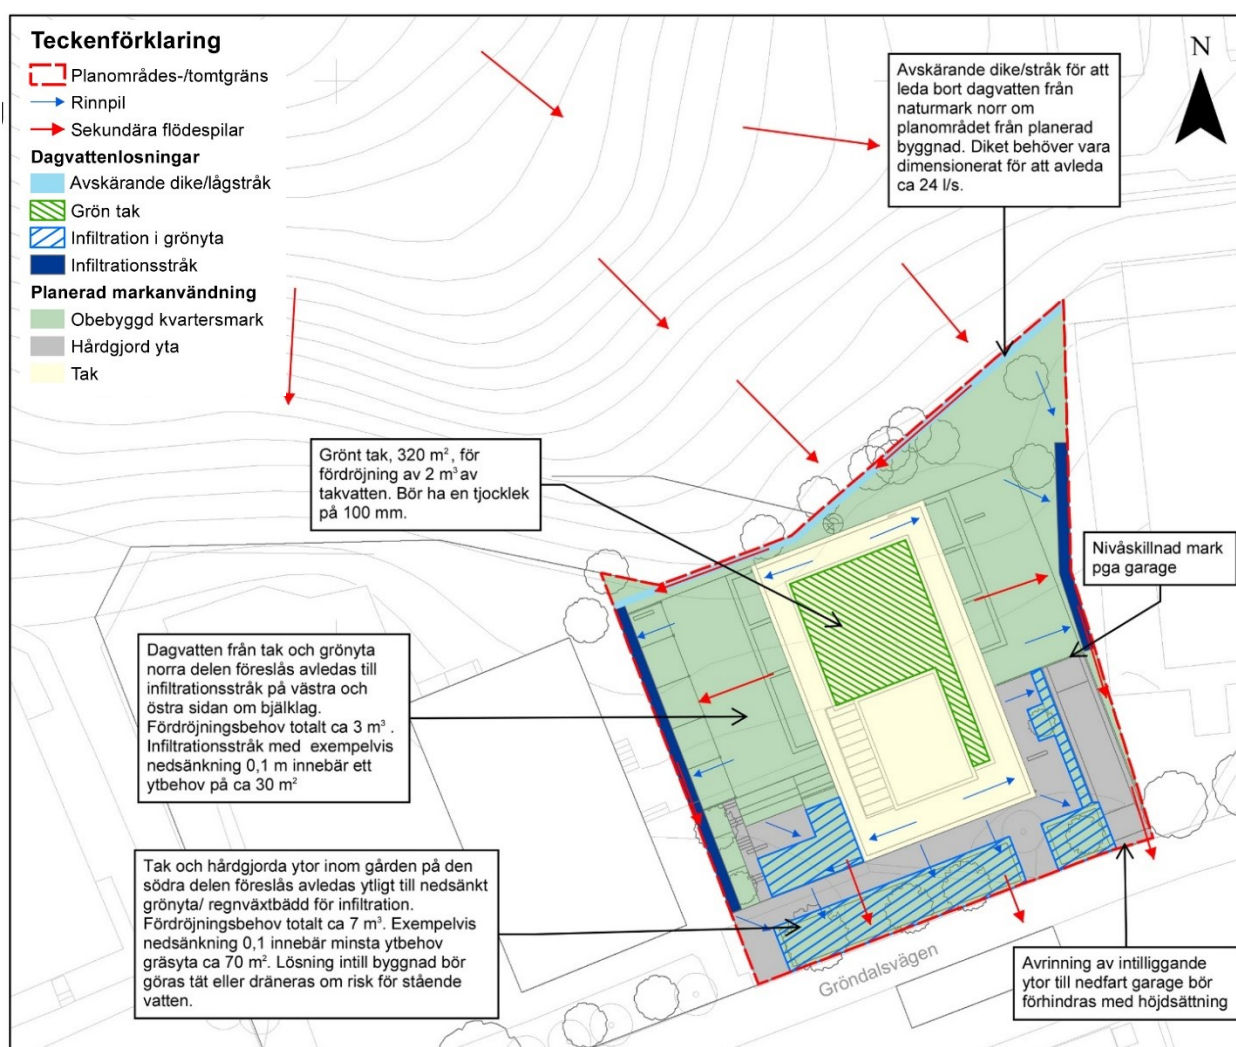 Teckenförklaring
Planområdes-/tomtgräns
Rinnpil
Sekundära flödespilar
Dagvattenlosningar
Avskärande dike/lågstråk
Grön tak
Infiltration i grönyta
Infiltrationsstråk
Planerad markanvändning
Obebyggd kvartersmark
Hårdgjord yta
Tak
Avskärande dike/stråk för att
leda bort dagvatten från
naturmark norr om
planområdet från planerad
byggnad. Diket behöver vara
dimensionerat för att avleda
ca 24 l/s.
N
Grönt tak, 320 m², för
fördröjning av 2 m³ av
takvatten. Bör ha en tjocklek
på 100 mm.
Nivåskillnad mark
pga garage
Dagvatten från tak och grönyta
norra delen föreslås avledas till
infiltrationsstråk på västra och
östra sidan om bjälklag.
Fördröjningsbehov totalt ca 3 m³ .
Infiltrationsstråk med exempelvis
nedsänkning 0,1 m innebär ett
ytbehov på ca 30 m²
Tak och hårdgjorda ytor inom gården på den
södra delen föreslås avledas ytligt till nedsänkt
grönyta/ regnväxtbädd för infiltration.
Fördröjningsbehov totalt ca 7 m³. Exempelvis
nedsänkning 0,1 innebär minsta ytbehov
gräsyta ca 70 m². Lösning intill byggnad bör
göras tät eller dräneras om risk för stående
vatten.
Gröndalsvägen
Avrinning av intilliggande
ytor till nedfart garage bör
förhindras med höjdsättning